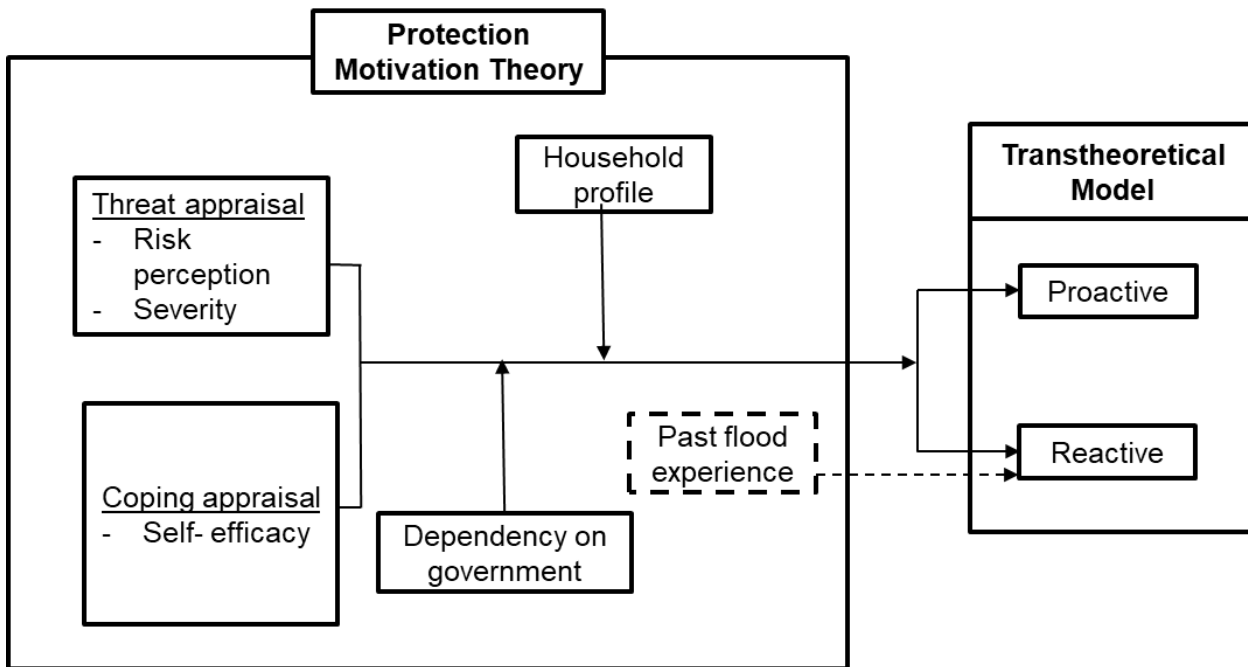 Protection
Motivation Theory
Household
profile
Transtheoretical
Model
Threat appraisal
- Risk
perception
- Severity
Proactive
Past flood
experience
Reactive
Coping appraisal
- Self- efficacy
Dependency on
government